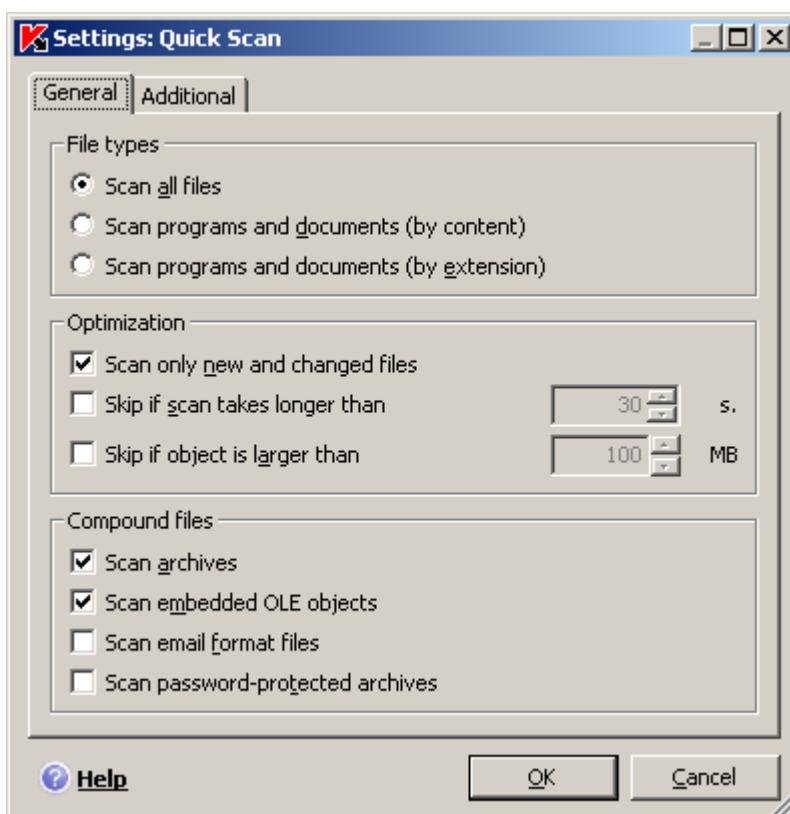 Settings: Quick Scan
General Additional
File types
Scan all files
Scan programs and documents (by content)
Scan programs and documents (by extension)
Optimization
Scan only new and changed files
Skip if scan takes longer than 30 s.
Skip if object is larger than 100 MB
Compound files
Scan archives
Scan embedded OLE objects
Scan email format files
Scan password-protected archives
Help OK Cancel